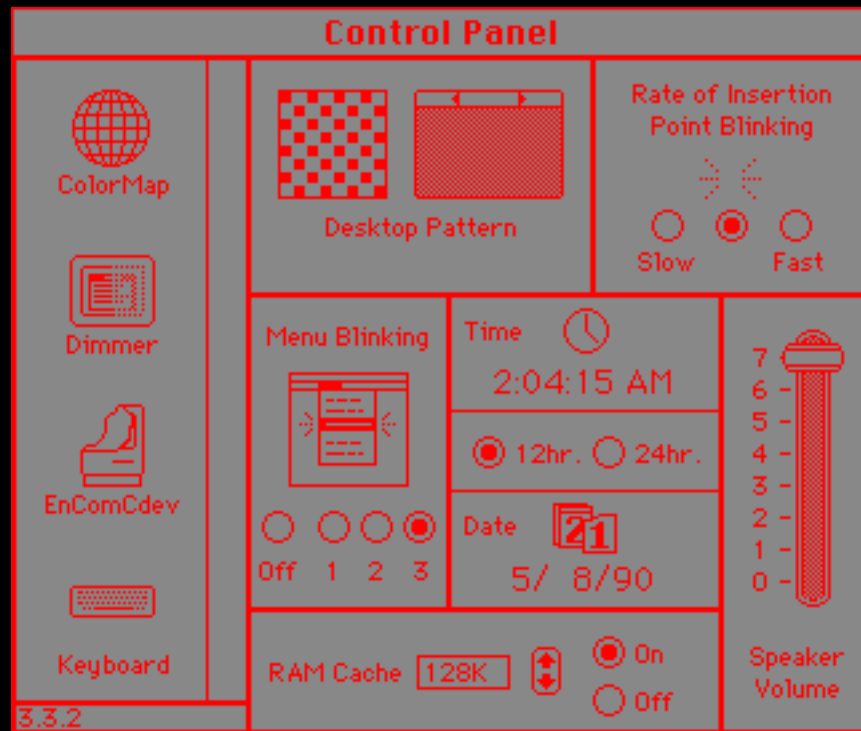 Control Panel
ColorMap
Dimmer
EnComCdev
Keyboard
3.3.2
Desktop Pattern
Rate of Insertion
Point Blinking
Slow Fast
Menu Blinking
Off 1 2 3
Time
2:04:15 AM
12hr. 24hr.
Date
21
5/ 8/90
7
6
5
4
3
2
1
0
Speaker
Volume
RAM Cache 128K
On
Off